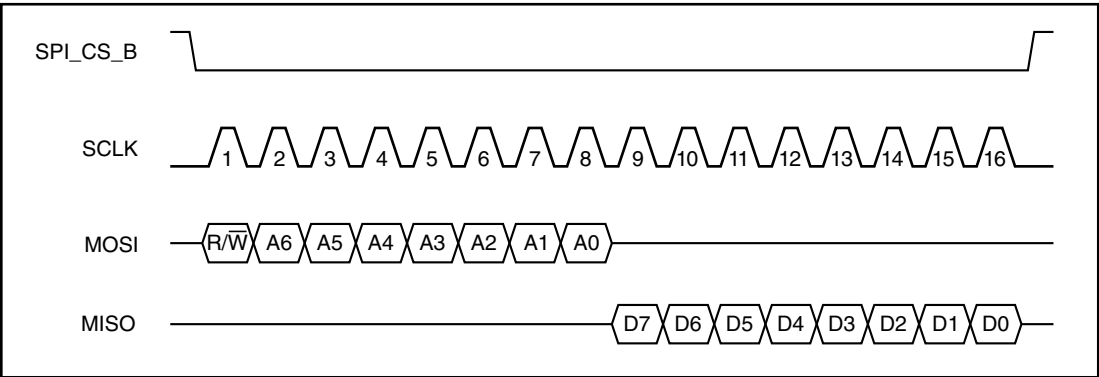 SPI_CS_B
SCLK 1 2 3 4 5 6 7 8 9 10 11 12 13 14 15 16
MOSI R/W̅ A6 A5 A4 A3 A2 A1 A0
MISO D7 D6 D5 D4 D3 D2 D1 D0